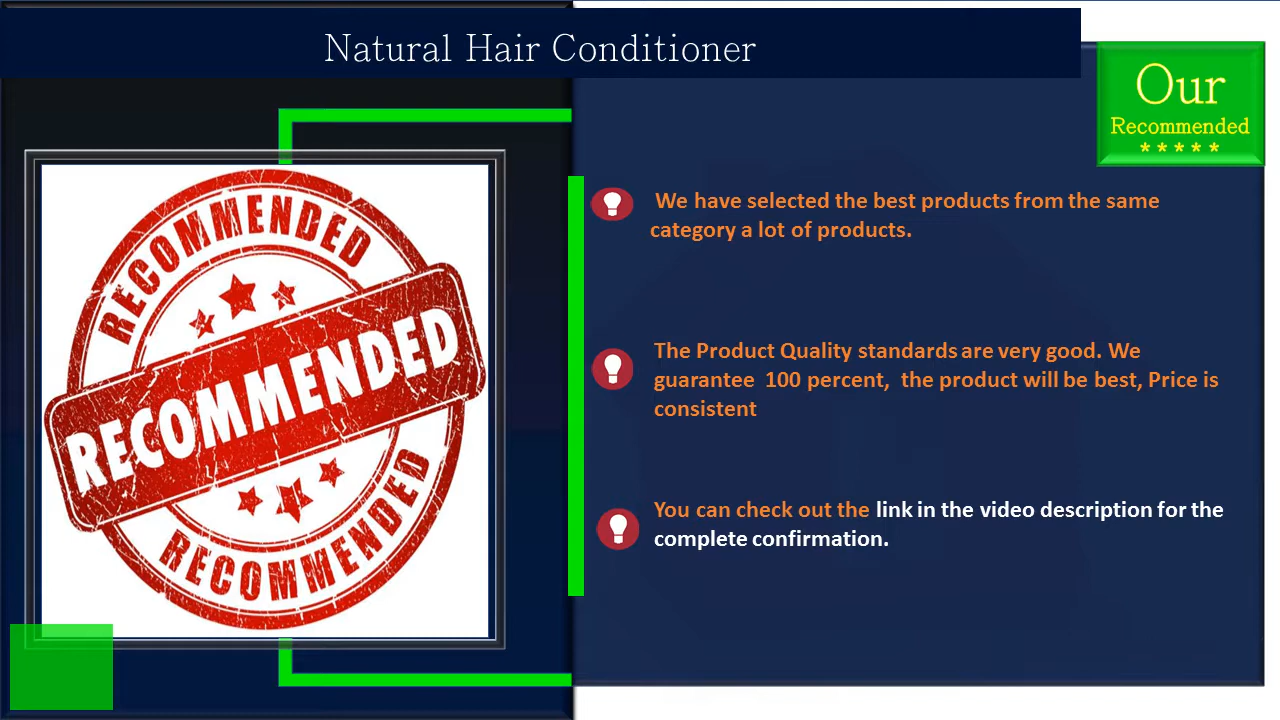 Natural Hair Conditioner
Our
Recommended
* * * * *
RECOMMENDED
RECOMMENDED
RECOMMENDED
We have selected the best products from the same
category a lot of products.
The Product Quality standards are very good. We
guarantee 100 percent, the product will be best, Price is
consistent
You can check out the link in the video description for the
complete confirmation.